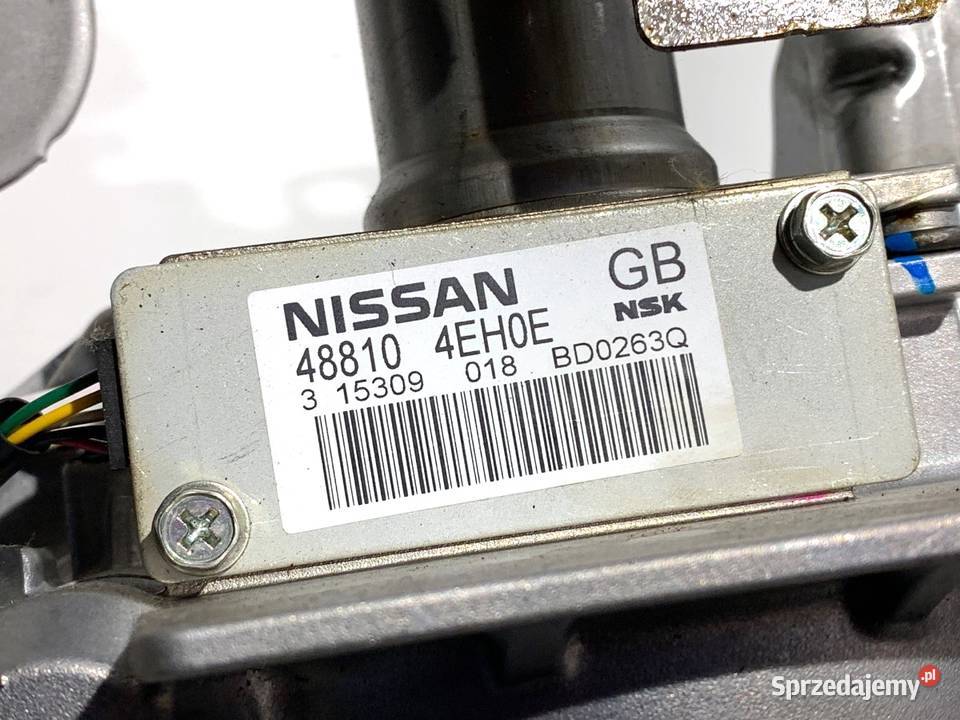 NISSAN GB
48810 4EH0E NSK
3 15309 018 BD0263Q
Sprzedajemy.pl